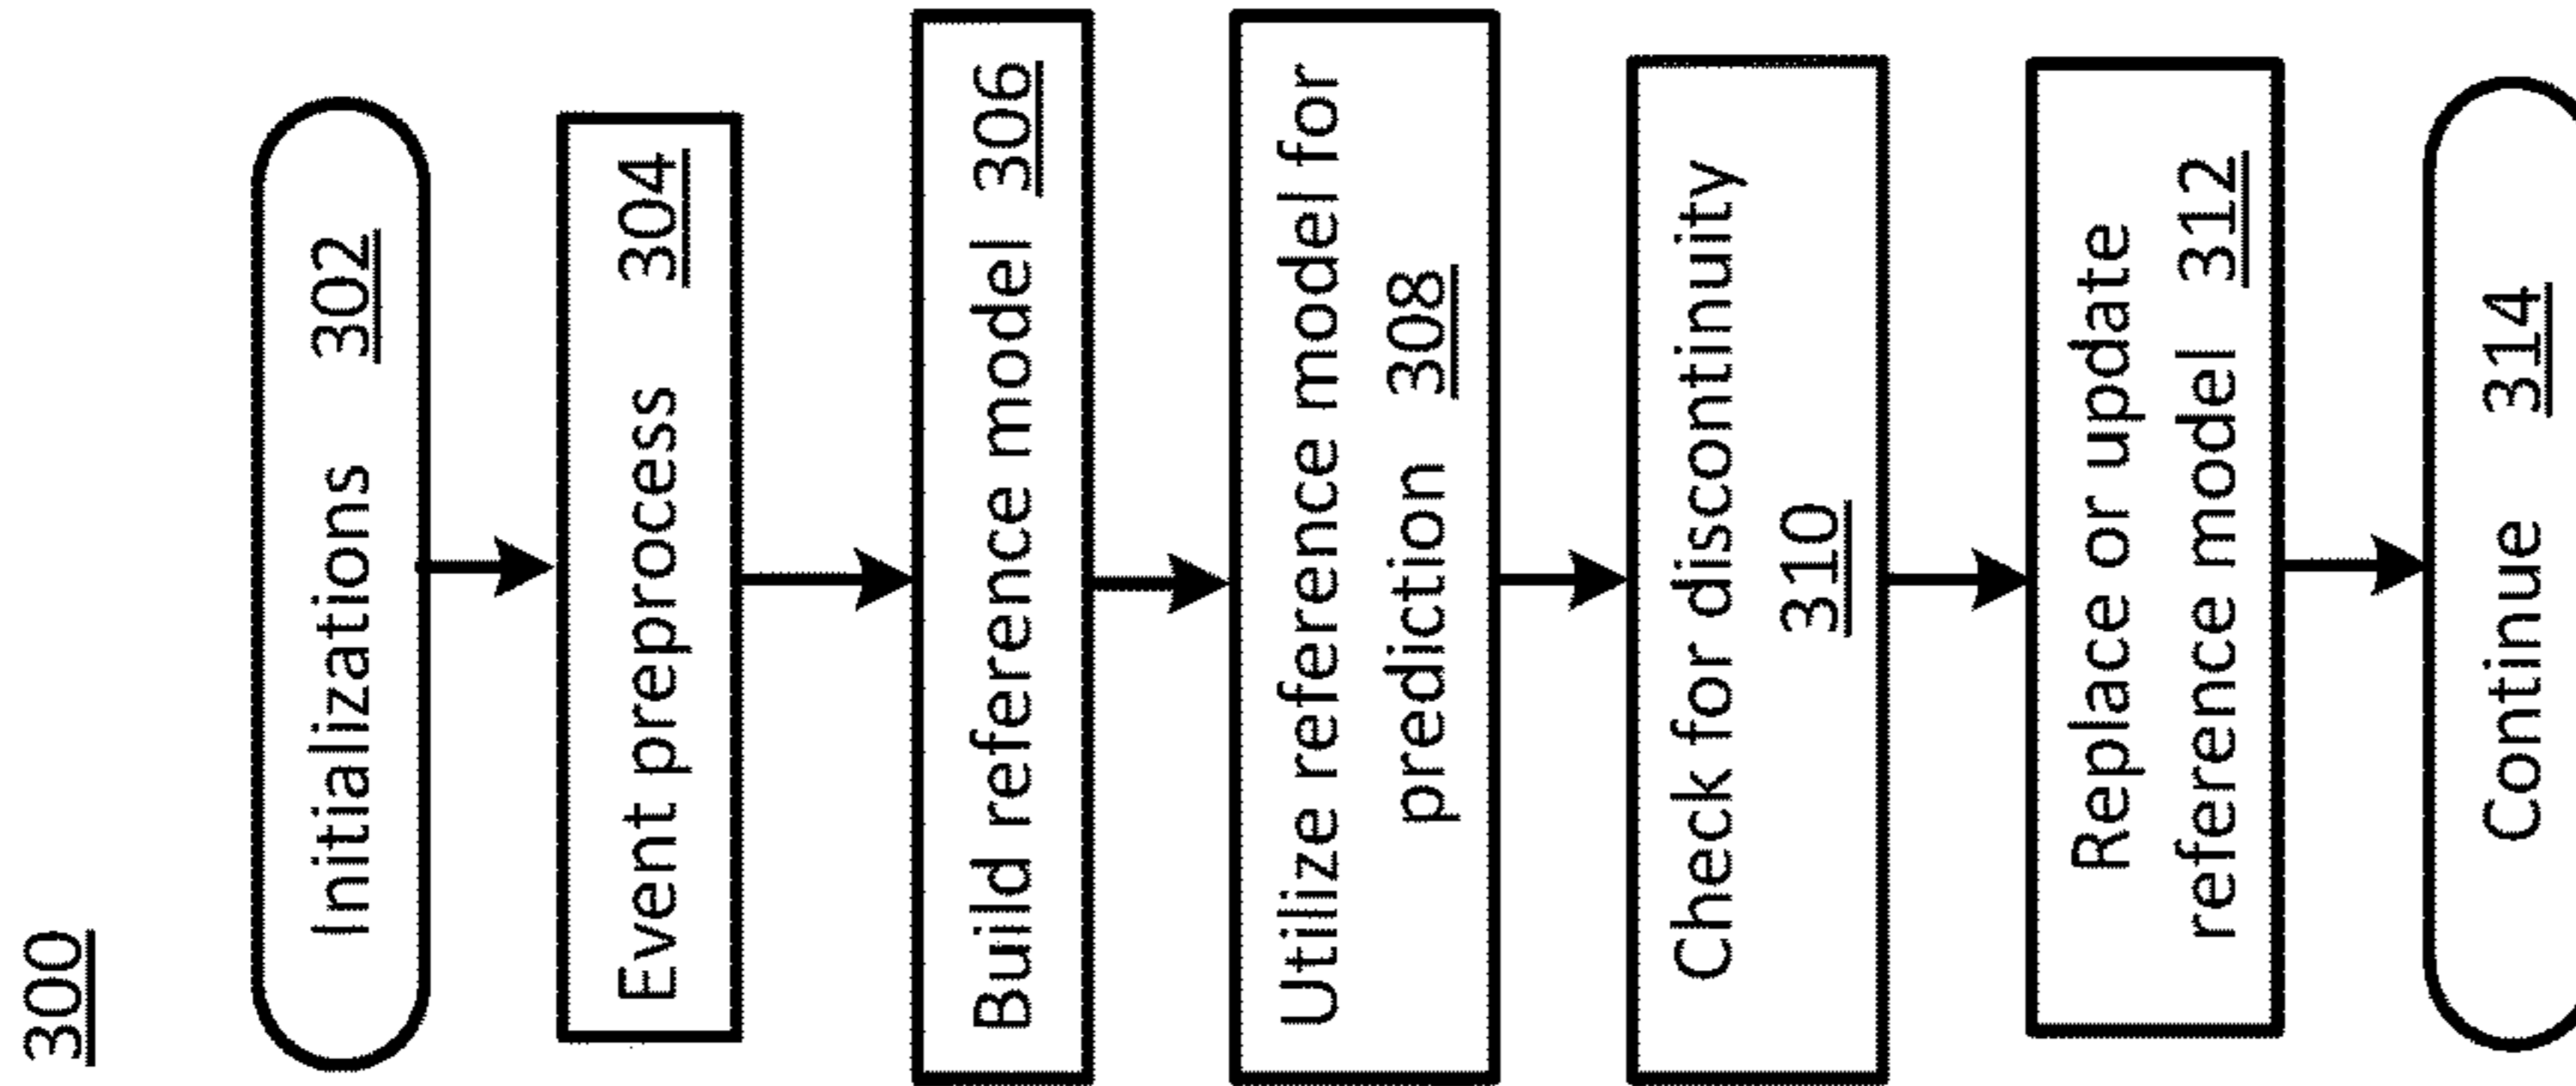 300
Initializations 302
Event preprocess 304
Build reference model 306
Utilize reference model for
prediction 308
Check for discontinuity
310
Replace or update
reference model 312
Continue 314